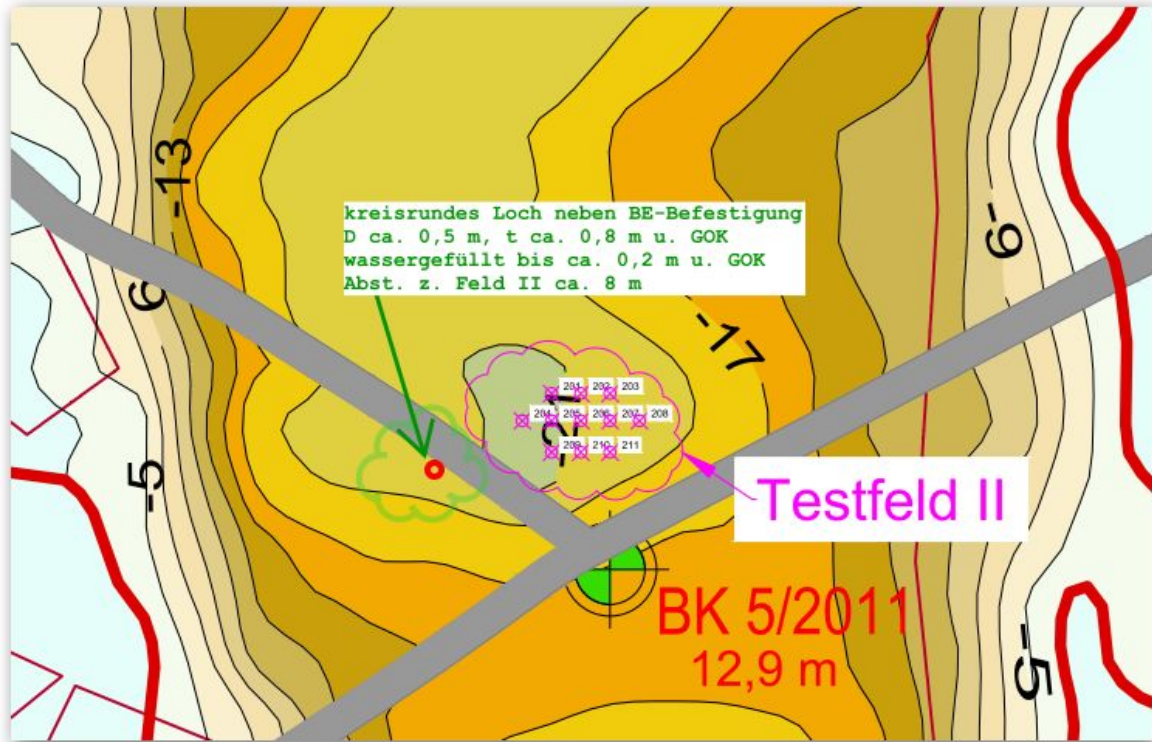 -13
kreisrundes Loch neben BE-Befestigung
D ca. 0,5 m, t ca. 0,8 m u. GOK
wassergefüllt bis ca. 0,2 m u. GOK
Abst. z. Feld II ca. 8 m
-9
-9
-17
201 202 203
204 205 206 207 208
-21
209 210 211
-5
Testfeld II
BK 5/2011
12,9 m
-5